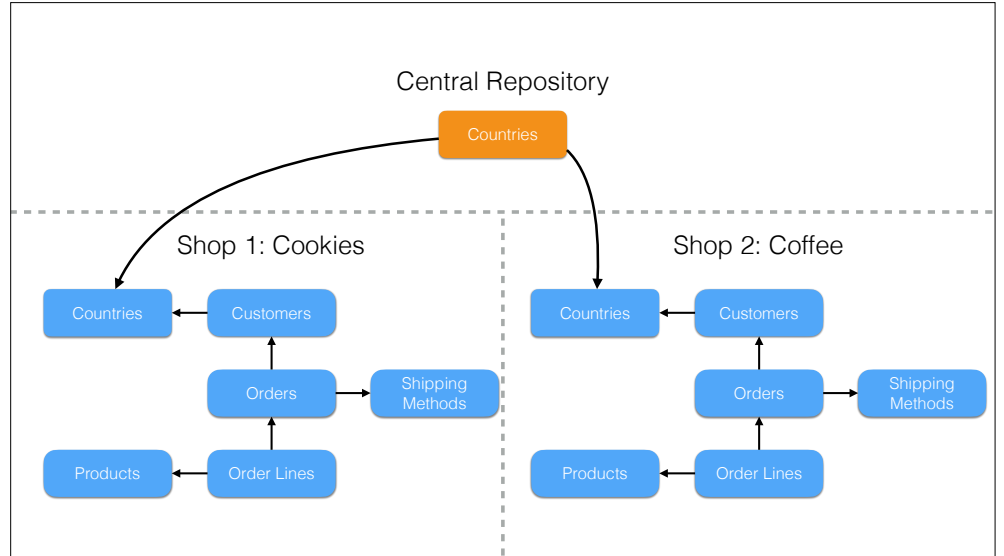 Central Repository
Countries
Shop 1: Cookies
Countries
Customers
Orders
Shipping
Methods
Products
Order Lines
Shop 2: Coffee
Countries
Customers
Orders
Shipping
Methods
Products
Order Lines